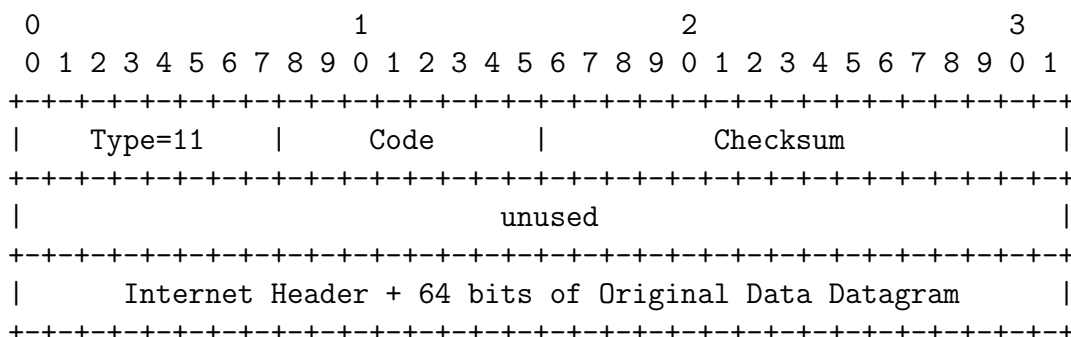 0                   1                   2                   3
 0 1 2 3 4 5 6 7 8 9 0 1 2 3 4 5 6 7 8 9 0 1 2 3 4 5 6 7 8 9 0 1
+-+-+-+-+-+-+-+-+-+-+-+-+-+-+-+-+-+-+-+-+-+-+-+-+-+-+-+-+-+-+-+-+
|    Type=11    |     Code      |          Checksum             |
+-+-+-+-+-+-+-+-+-+-+-+-+-+-+-+-+-+-+-+-+-+-+-+-+-+-+-+-+-+-+-+-+
|                             unused                            |
+-+-+-+-+-+-+-+-+-+-+-+-+-+-+-+-+-+-+-+-+-+-+-+-+-+-+-+-+-+-+-+-+
|      Internet Header + 64 bits of Original Data Datagram      |
+-+-+-+-+-+-+-+-+-+-+-+-+-+-+-+-+-+-+-+-+-+-+-+-+-+-+-+-+-+-+-+-+